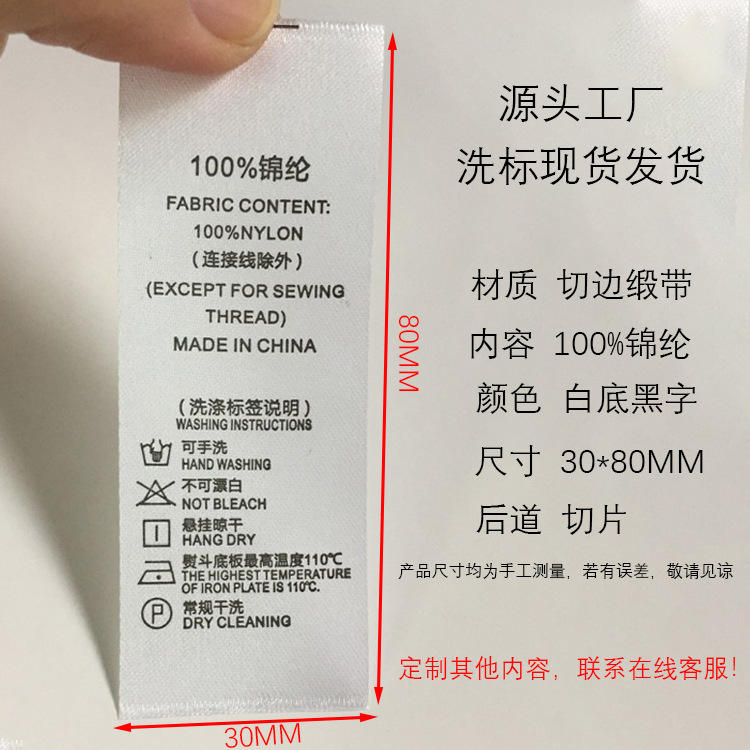 100%锦纶
FABRIC CONTENT:
100%NYLON
（连接线除外）
(EXCEPT FOR SEWING
THREAD)
MADE IN CHINA
（洗涤标签说明）
WASHING INSTRUCTIONS
可手洗
HAND WASHING
不可漂白
NOT BLEACH
悬挂晾干
HANG DRY
熨斗底板最高温度110℃
THE HIGHEST TEMPERATURE
OF IRON PLATE IS 110℃.
P
常规干洗
DRY CLEANING
80MM
30MM
源头工厂
洗标现货发货
材质 切边缎带
内容 100%锦纶
颜色 白底黑字
尺寸 30*80MM
后道 切片
产品尺寸均为手工测量，若有误差，敬请见谅
定制其他内容，联系在线客服!